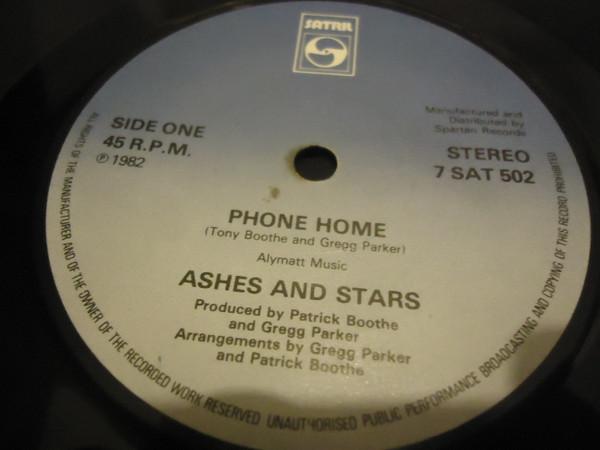 SATRIL
SIDE ONE
45 R.P.M.
℗ 1982
Manufactured and
Distributed by
Spartan Records
STEREO
7 SAT 502
PHONE HOME
(Tony Boothe and Gregg Parker)
Alymatt Music
ASHES AND STARS
Produced by Patrick Boothe
and Gregg Parker
Arrangements by Gregg Parker
and Patrick Boothe
ALL RIGHTS OF THE MANUFACTURER AND OF THE OWNER OF THE RECORDED WORK RESERVED UNAUTHORISED PUBLIC PERFORMANCE BROADCASTING AND COPYING OF THIS RECORD PROHIBITED